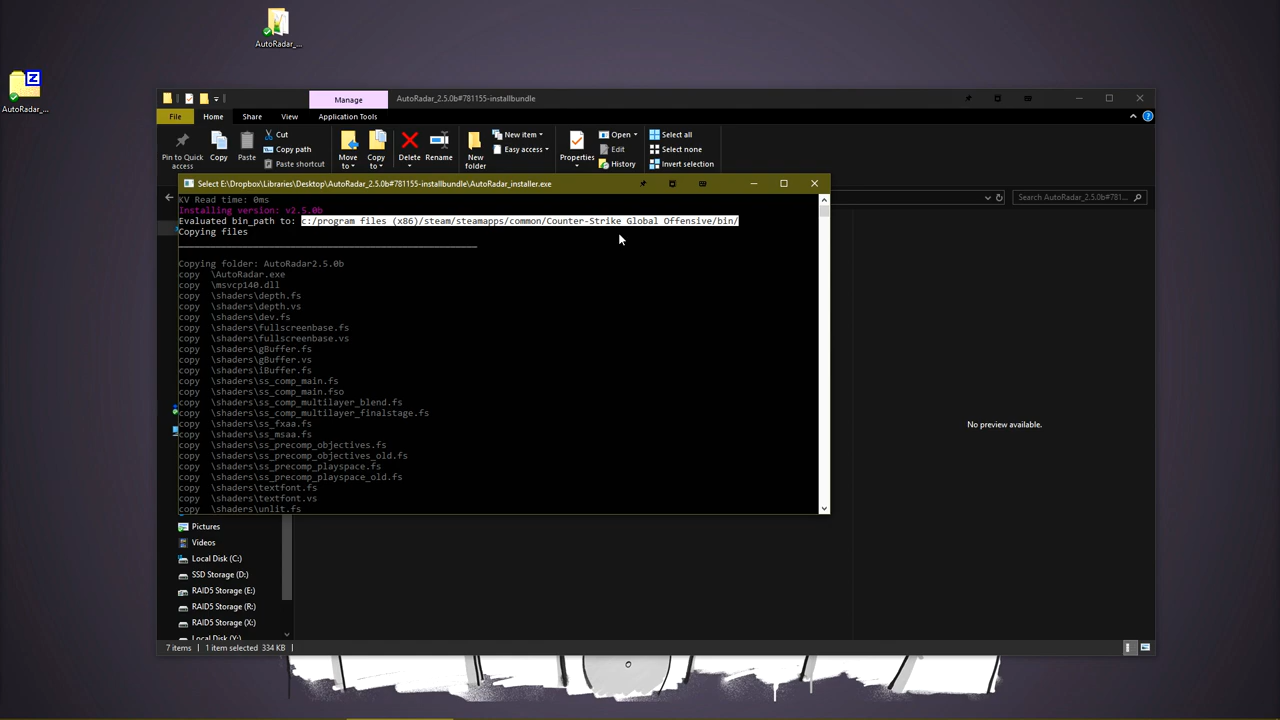 AutoRadar_...
Z
AutoRadar_...
Manage
AutoRadar_2.5.0b#781155-installbundle
File
Home
Share
View
Application Tools
Pin to Quick access
Copy
Paste
Cut
Copy path
Paste shortcut
Move to
Copy to
Delete
Rename
New folder
New item
Easy access
Properties
Open
Edit
History
Select all
Select none
Invert selection
Search AutoRadar_2.5.0b#781...
Select E:\Dropbox\Libraries\Desktop\AutoRadar_2.5.0b#781155-installbundle\AutoRadar_installer.exe
KV Read time: 0ms
Installing version: v2.5.0b
Evaluated bin_path to: c:/program files (x86)/steam/steamapps/common/Counter-Strike Global Offensive/bin/
Copying files
Copying folder: AutoRadar2.5.0b
copy \AutoRadar.exe
copy \msvcp140.dll
copy \shaders\depth.fs
copy \shaders\depth.vs
copy \shaders\dev.fs
copy \shaders\fullscreenbase.fs
copy \shaders\fullscreenbase.vs
copy \shaders\gBuffer.fs
copy \shaders\gBuffer.vs
copy \shaders\iBuffer.fs
copy \shaders\ss_comp_main.fs
copy \shaders\ss_comp_main.fso
copy \shaders\ss_comp_multilayer_blend.fs
copy \shaders\ss_comp_multilayer_finalstage.fs
copy \shaders\ss_fxaa.fs
copy \shaders\ss_msaa.fs
copy \shaders\ss_precomp_objectives.fs
copy \shaders\ss_precomp_objectives_old.fs
copy \shaders\ss_precomp_playspace.fs
copy \shaders\ss_precomp_playspace_old.fs
copy \shaders\textfont.fs
copy \shaders\textfont.vs
copy \shaders\unlit.fs
No preview available.
Pictures
Videos
Local Disk (C:)
SSD Storage (D:)
RAID5 Storage (E:)
RAID5 Storage (R:)
RAID5 Storage (X:)
Local Disk (Y:)
7 items
1 item selected 334 KB